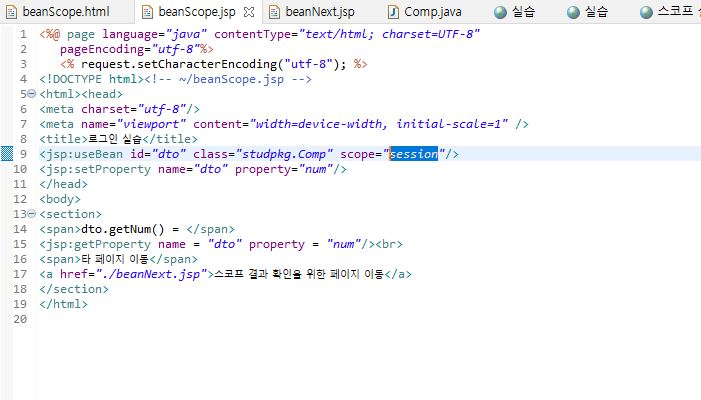 beanScope.html beanScope.jsp beanNext.jsp Comp.java 실습 실습 스코프
1 <%@ page language="java" contentType="text/html; charset=UTF-8"
2 pageEncoding="utf-8"%>
3 <% request.setCharacterEncoding("utf-8"); %>
4 <!DOCTYPE html><!-- ~/beanScope.jsp -->
5 <html><head>
6 <meta charset="utf-8"/>
7 <meta name="viewport" content="width=device-width, initial-scale=1" />
8 <title>로그인 실습</title>
9 <jsp:useBean id="dto" class="studpkg.Comp" scope="session"/>
10 <jsp:setProperty name="dto" property="num"/>
11 </head>
12 <body>
13 <section>
14 <span>dto.getNum() = </span>
15 <jsp:getProperty name = "dto" property = "num"/><br>
16 <span>타 페이지 이동</span>
17 <a href="./beanNext.jsp">스코프 결과 확인을 위한 페이지 이동</a>
18 </section>
19 </html>
20